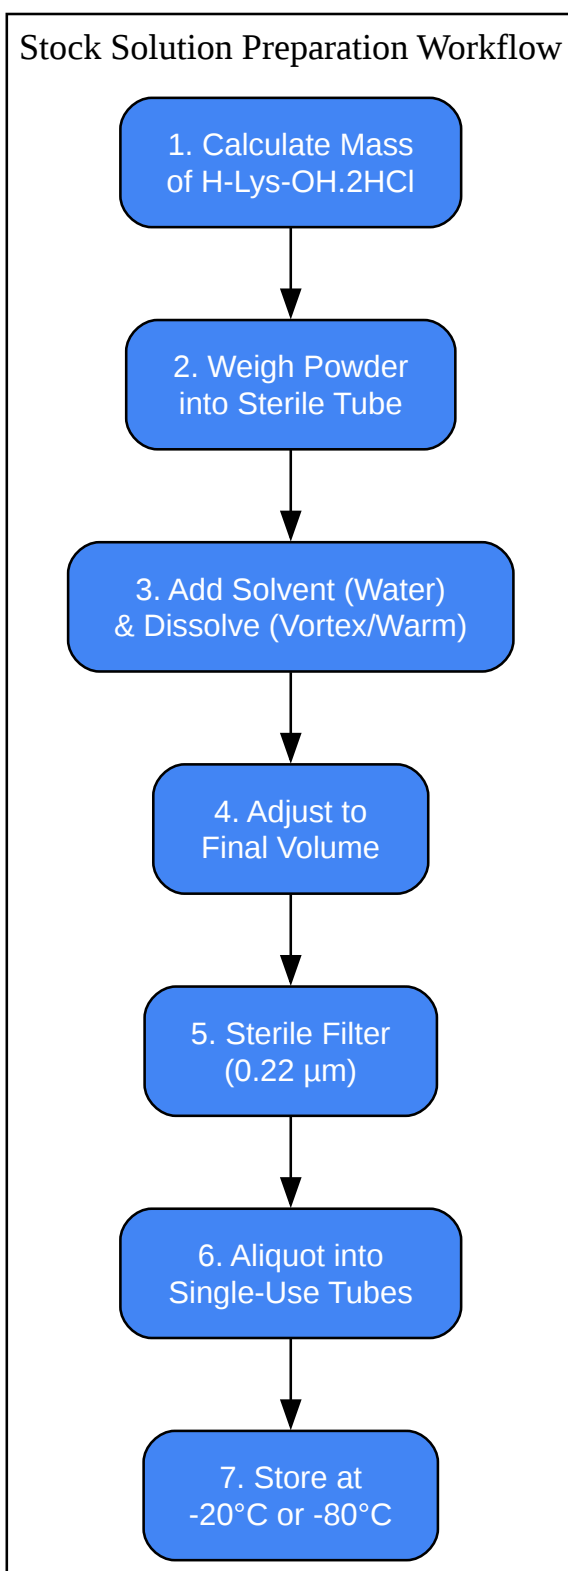 Stock Solution Preparation Workflow
1. Calculate Mass
of H-Lys-OH.2HCl
2. Weigh Powder
into Sterile Tube
3. Add Solvent (Water)
& Dissolve (Vortex/Warm)
4. Adjust to
Final Volume
5. Sterile Filter
(0.22 µm)
6. Aliquot into
Single-Use Tubes
7. Store at
-20°C or -80°C